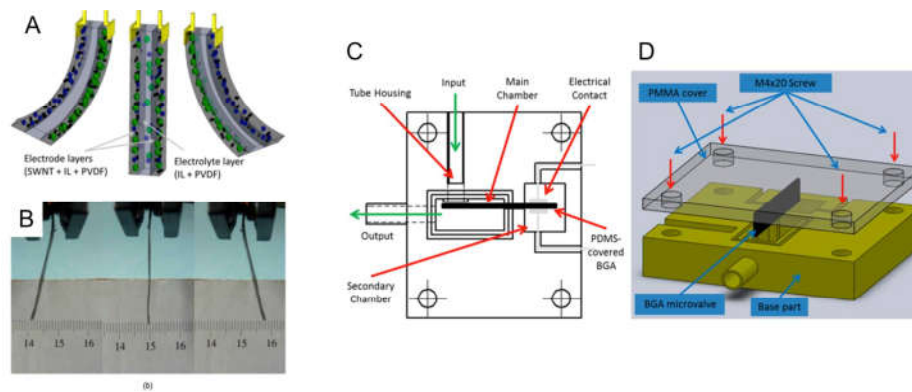 A
Electrode layers
(SWNT + IL + PVDF)
Electrolyte layer
(IL + PVDF)
B
14 15 16 14 15 16 14 15 16
(b)
C
Tube Housing
Input
Main
Chamber
Electrical
Contact
Output
Secondary
Chamber
PDMS-
covered
BGA
D
M4x20 Screw
PMMA cover
BGA microvalve
Base part